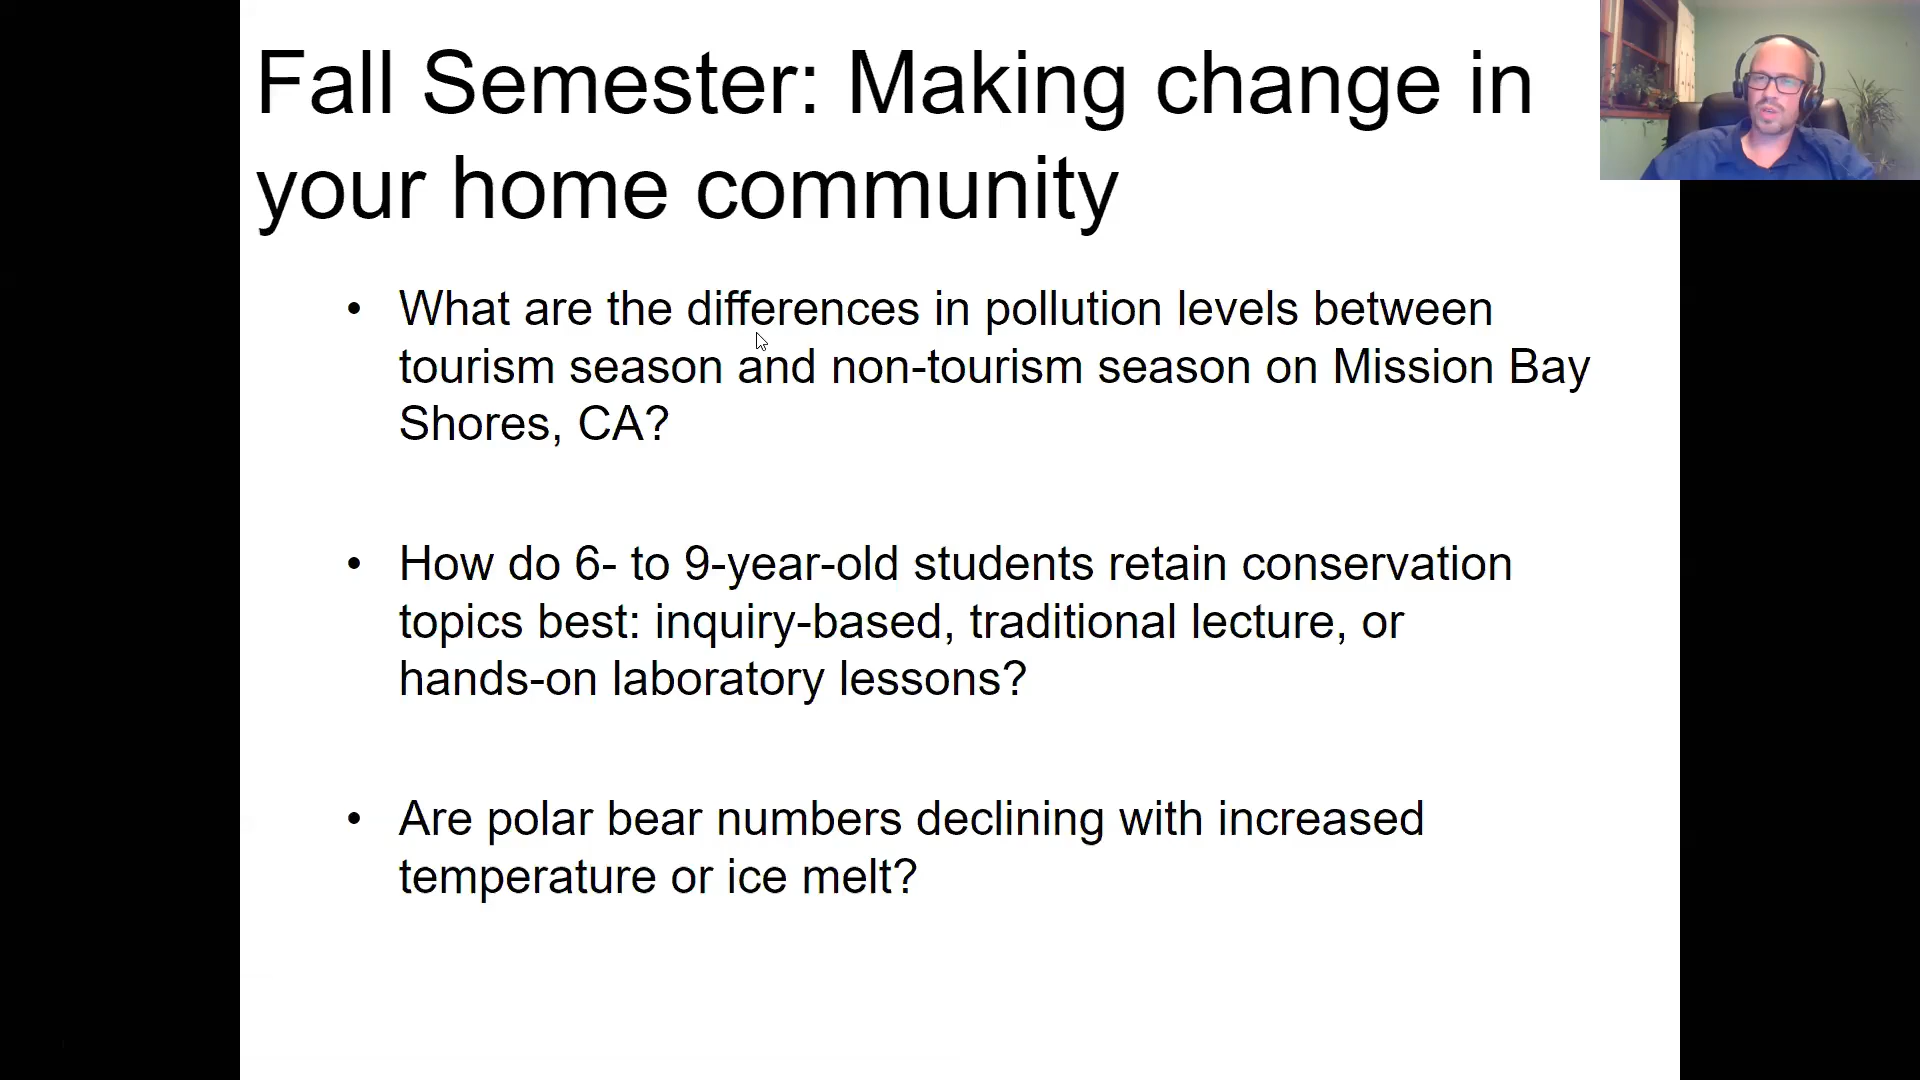 Fall Semester: Making change in
your home community
• What are the differences in pollution levels between
tourism season and non-tourism season on Mission Bay
Shores, CA?
• How do 6- to 9-year-old students retain conservation
topics best: inquiry-based, traditional lecture, or
hands-on laboratory lessons?
• Are polar bear numbers declining with increased
temperature or ice melt?